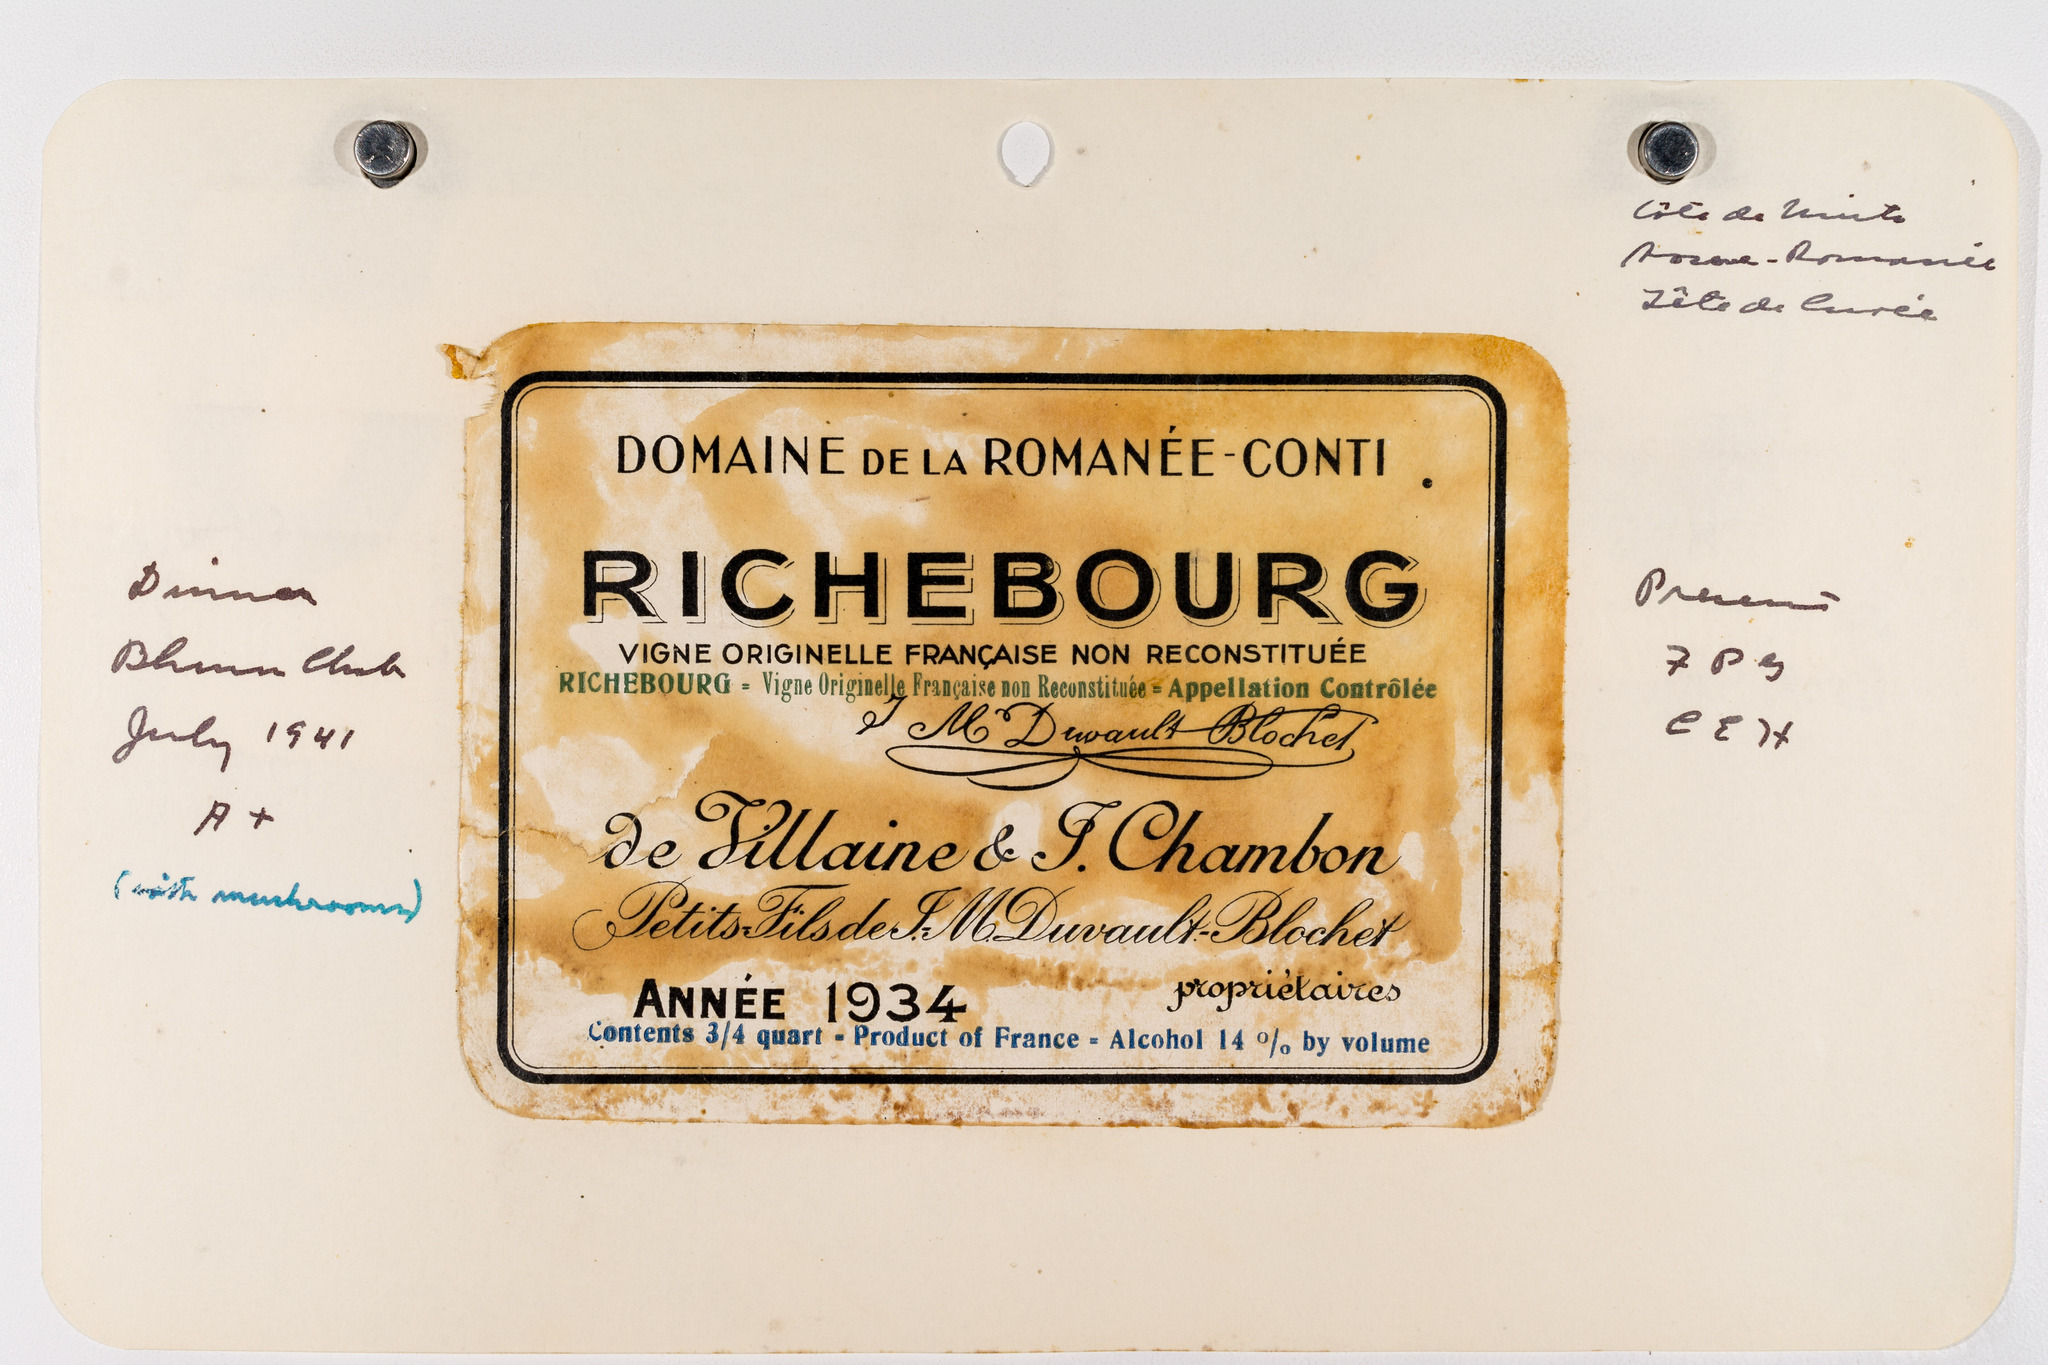 Côte de Nuits
Vosne-Romanée
Tête de Cuvée
DOMAINE DE LA ROMANÉE-CONTI
RICHEBOURG
VIGNE ORIGINELLE FRANÇAISE NON RECONSTITUÉE
RICHEBOURG = Vigne Originelle Française non Reconstituée = Appellation Contrôlée
J Mr Duvault Blochet
de Villaine & J. Chambon
Petits-Fils de J.M. Duvault-Blochet
ANNÉE 1934
propriétaires
Contents 3/4 quart - Product of France = Alcohol 14 % by volume
Dinner
Club
July 1941
A+
(with mushrooms)
Present
7 P
C E H